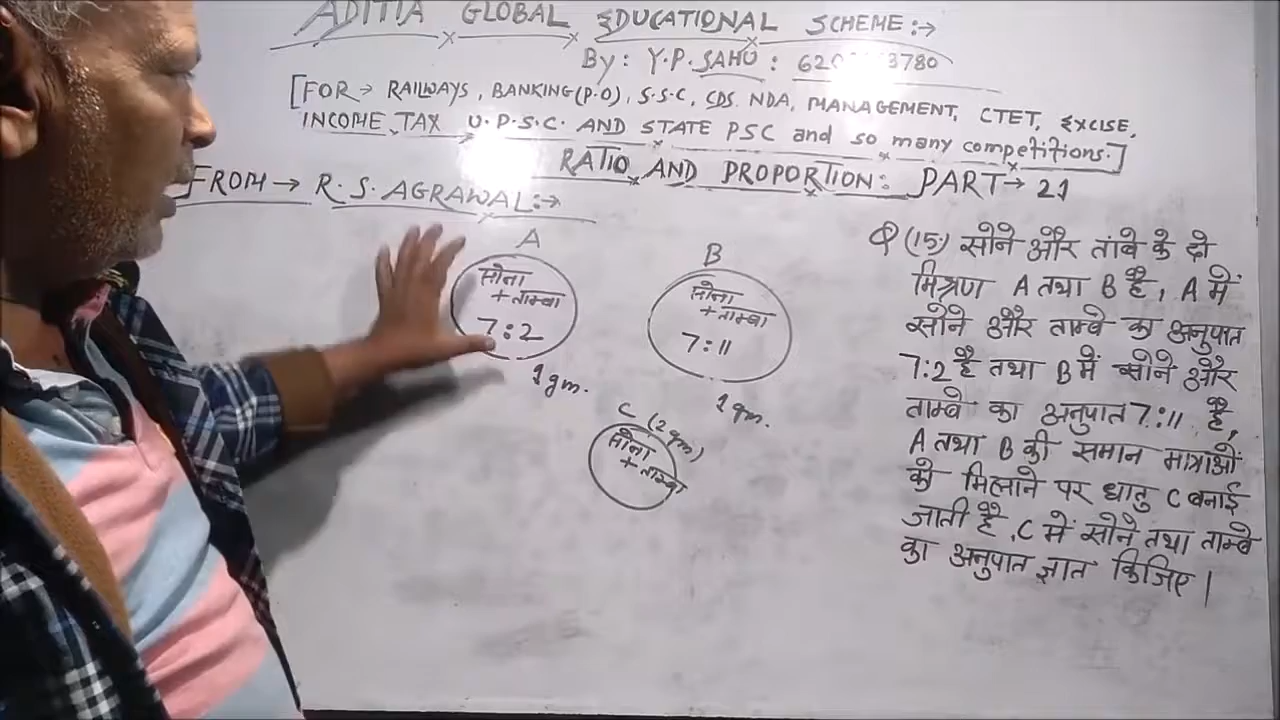 ADITIA GLOBAL EDUCATIONAL SCHEME:→
By: Y.P. SAHU : 3780
[FOR→ RAILWAYS, BANKING(P.O), S.S.C, CDS. NDA, MANAGEMENT, CTET, EXCISE,
INCOME TAX U.P.S.C. AND STATE PSC and so many competitions.]
RATIO AND PROPORTION: PART→ 21
FROM→ R.S. AGRAWAL:→
A
सोना
+ताम्बा
7:2
1 gm.
B
सोना
+ताम्बा
7:11
1 gm.
C (2 gm)
सोना
+ताम्बा
Q (15) सोने और तांबे के दो
मिश्रण A तथा B है, A में
सोने और ताम्बे का अनुपात
7:2 है तथा B में सोने और
ताम्बे का अनुपात 7:11 है,
A तथा B की समान मात्राओं
को मिलाने पर धातु C बनाई
जाती है, C में सोने तथा ताम्बे
का अनुपात ज्ञात किजिए।